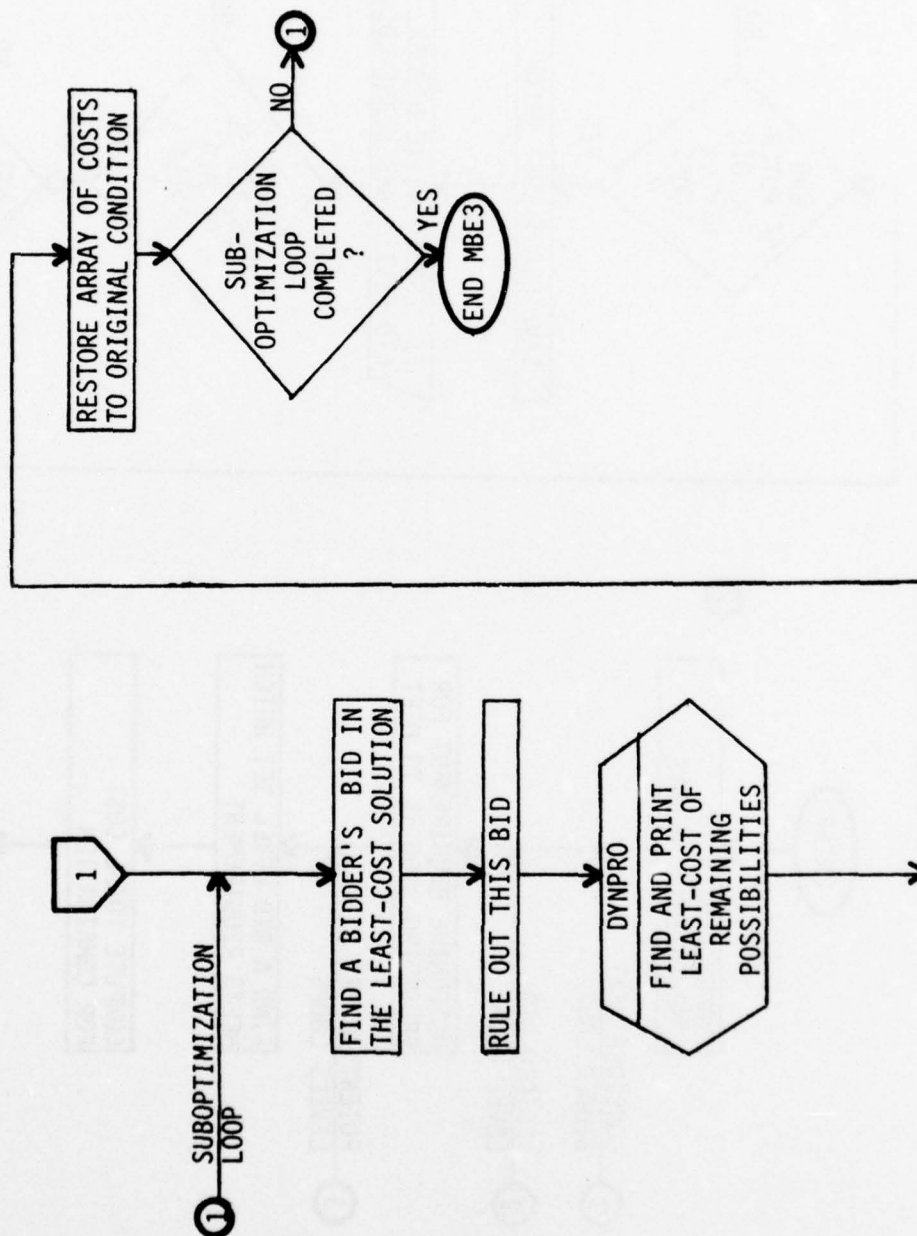 1
1
SUBOPTIMIZATION
LOOP
FIND A BIDDER'S BID IN
THE LEAST-COST SOLUTION
RULE OUT THIS BID
DYNPRO
FIND AND PRINT
LEAST-COST OF
REMAINING
POSSIBILITIES
RESTORE ARRAY OF COSTS
TO ORIGINAL CONDITION
SUB-
OPTIMIZATION
LOOP
COMPLETED
?
NO
1
YES
END MBE3